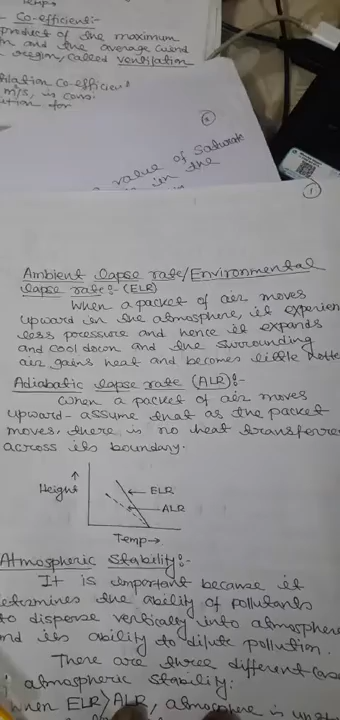 Co-efficient:-
product of the maximum
and the average wind
region, called ventilation
Co-efficient
m/s, is cons
for
2
value of
in the
1
Ambient lapse rate/Environmental
lapse rate:- (ELR)
When a packet of air moves
upward in the atmosphere, it experien
less pressure and hence it expands
and cool down and the surrounding
air gains heat and becomes little hotte
Adiabatic lapse rate (ALR):-
When a packet of air moves
upward - assume that as the packet
moves, there is no heat transferre
across its boundary.
Height ↑
ELR
ALR
Temp→
Atmospheric Stability:-
It is important because it
etermines the ability of pollutants
to disperse vertically into atmosphere
nd its ability to dilute pollution.
There are three different cas
f atmospheric stability:
when ELR>ALR, atmosphere is unst